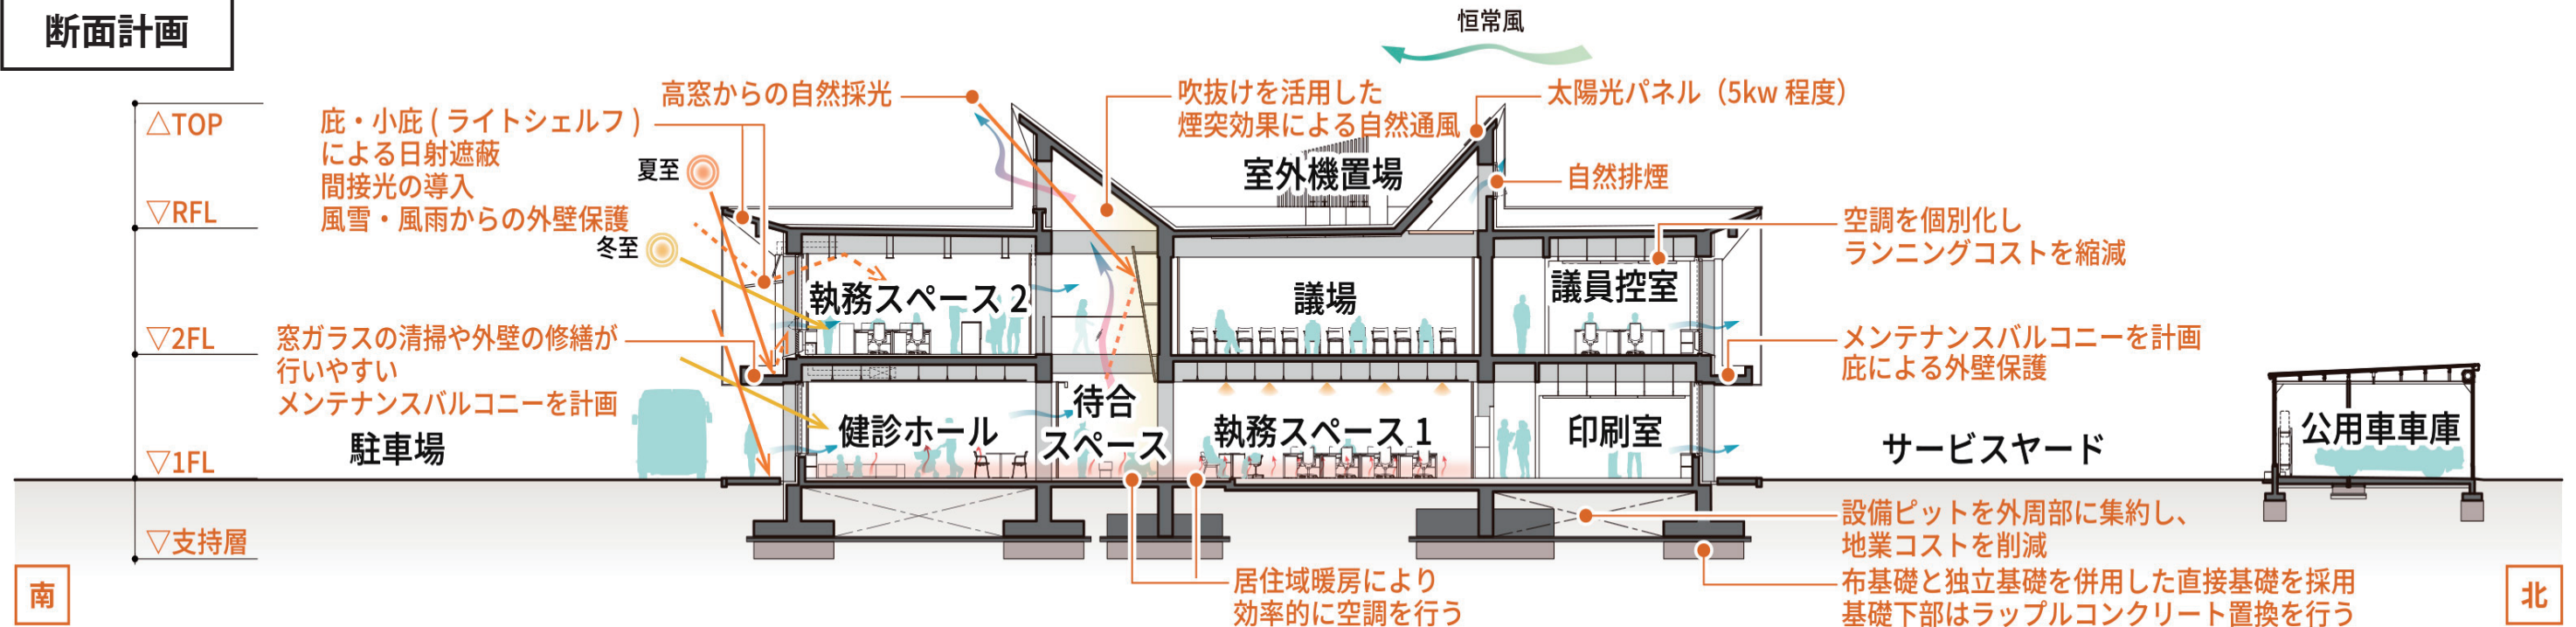 断面計画
恒常風
高窓からの自然採光
吹抜けを活用した
煙突効果による自然通風
太陽光パネル（5kw 程度）
△TOP
庇・小庇 ( ライトシェルフ )
による日射遮蔽
間接光の導入
風雪・風雨からの外壁保護
夏至
冬至
室外機置場
自然排煙
▽RFL
空調を個別化し
ランニングコストを縮減
執務スペース 2
議場
議員控室
▽2FL
窓ガラスの清掃や外壁の修繕が
行いやすい
メンテナンスバルコニーを計画
メンテナンスバルコニーを計画
庇による外壁保護
駐車場
健診ホール
待合
スペース
執務スペース 1
印刷室
サービスヤード
公用車車庫
▽1FL
▽支持層
設備ピットを外周部に集約し、
地業コストを削減
居住域暖房により
効率的に空調を行う
布基礎と独立基礎を併用した直接基礎を採用
基礎下部はラップルコンクリート置換を行う
南
北